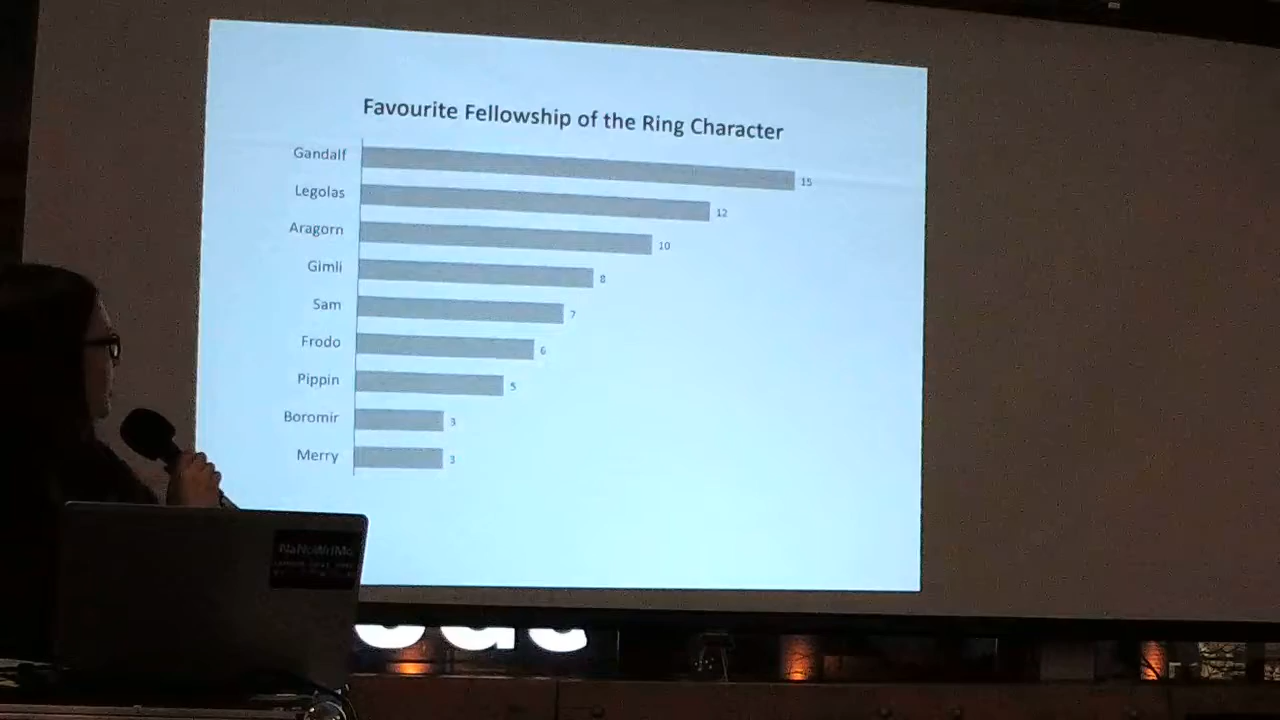 Favourite Fellowship of the Ring Character
Gandalf 15
Legolas 12
Aragorn 10
Gimli 8
Sam 7
Frodo 6
Pippin 5
Boromir 3
Merry 3
NaNoWriMo